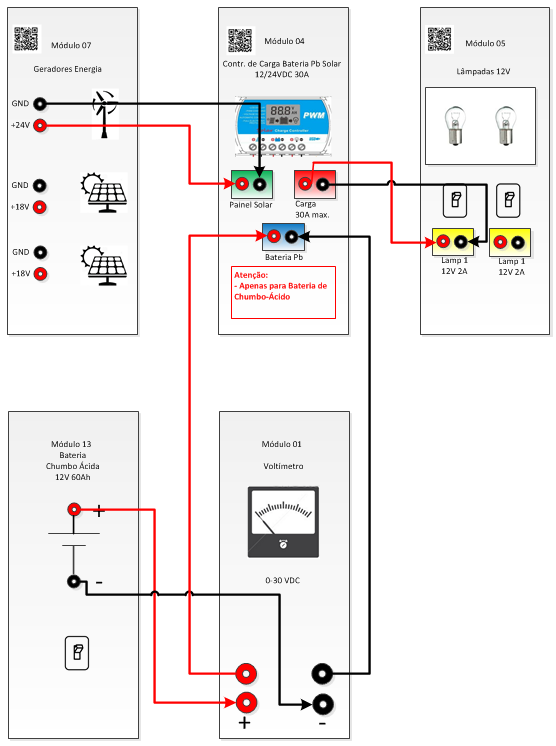 Módulo 07
Geradores Energia
GND
+24V
GND
+18V
GND
+18V
Módulo 04
Contr. de Carga Bateria Pb Solar
12/24VDC 30A
88.8
PWM
Painel Solar
Carga
30A max.
Bateria Pb
Atenção:
- Apenas para Bateria de
Chumbo-Ácido
Módulo 05
Lâmpadas 12V
Lamp 1
12V 2A
Lamp 1
12V 2A
Módulo 13
Bateria
Chumbo Ácida
12V 60Ah
+
-
Módulo 01
Voltímetro
0-30 VDC
+
-